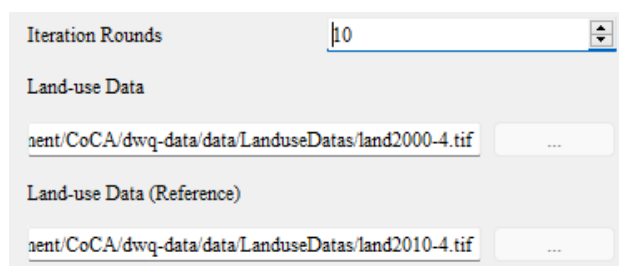 Iteration Rounds 10
Land-use Data
nent/CoCA/dwq-data/data/LanduseDatas/land2000-4.tif ...
Land-use Data (Reference)
nent/CoCA/dwq-data/data/LanduseDatas/land2010-4.tif ...